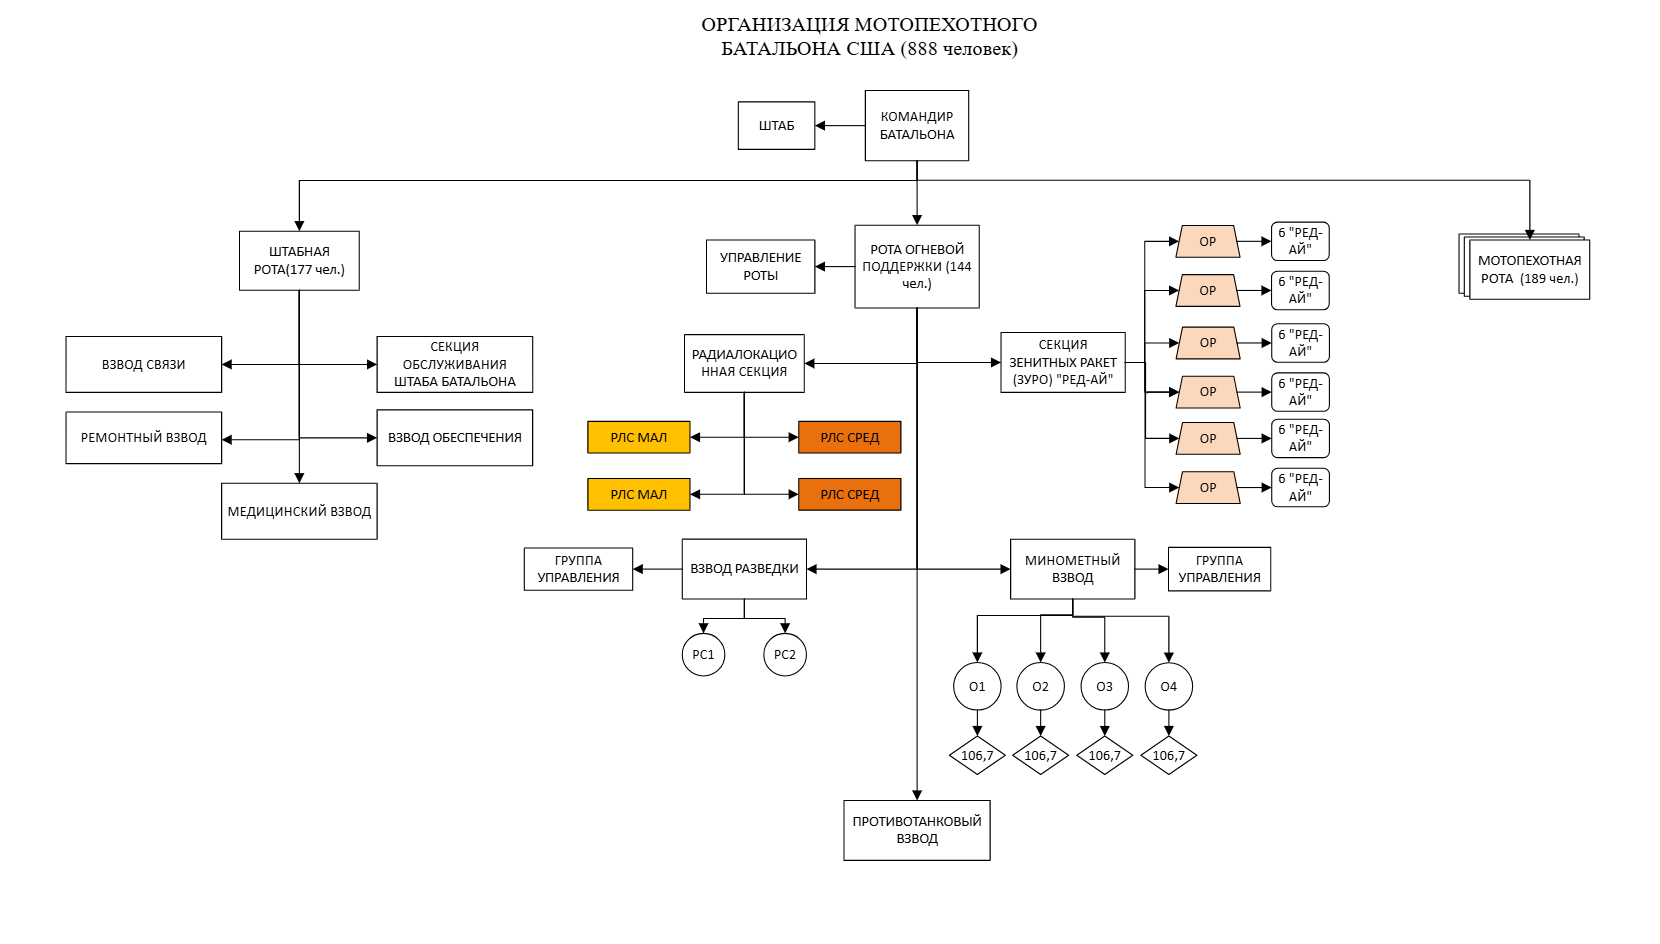 ОРГАНИЗАЦИЯ МОТОПЕХОТНОГО
БАТАЛЬОНА США (888 человек)
ШТАБ
КОМАНДИР
БАТАЛЬОНА
ШТАБНАЯ
РОТА(177 чел.)
УПРАВЛЕНИЕ
РОТЫ
РОТА ОГНЕВОЙ
ПОДДЕРЖКИ (144
чел.)
МОТОПЕХОТНАЯ
РОТА (189 чел.)
ВЗВОД СВЯЗИ
СЕКЦИЯ
ОБСЛУЖИВАНИЯ
ШТАБА БАТАЛЬОНА
РЕМОНТНЫЙ ВЗВОД
ВЗВОД ОБЕСПЕЧЕНИЯ
МЕДИЦИНСКИЙ ВЗВОД
РАДИАЛОКАЦИО
ННАЯ СЕКЦИЯ
РЛС МАЛ
РЛС СРЕД
РЛС МАЛ
РЛС СРЕД
СЕКЦИЯ
ЗЕНИТНЫХ РАКЕТ
(ЗУРО) "РЕД-АЙ"
ОР
6 "РЕД-
АЙ"
ОР
6 "РЕД-
АЙ"
ОР
6 "РЕД-
АЙ"
ОР
6 "РЕД-
АЙ"
ОР
6 "РЕД-
АЙ"
ОР
6 "РЕД-
АЙ"
ГРУППА
УПРАВЛЕНИЯ
ВЗВОД РАЗВЕДКИ
РС1
РС2
МИНОМЕТНЫЙ
ВЗВОД
ГРУППА
УПРАВЛЕНИЯ
О1
О2
О3
О4
106,7
106,7
106,7
106,7
ПРОТИВОТАНКОВЫЙ
ВЗВОД